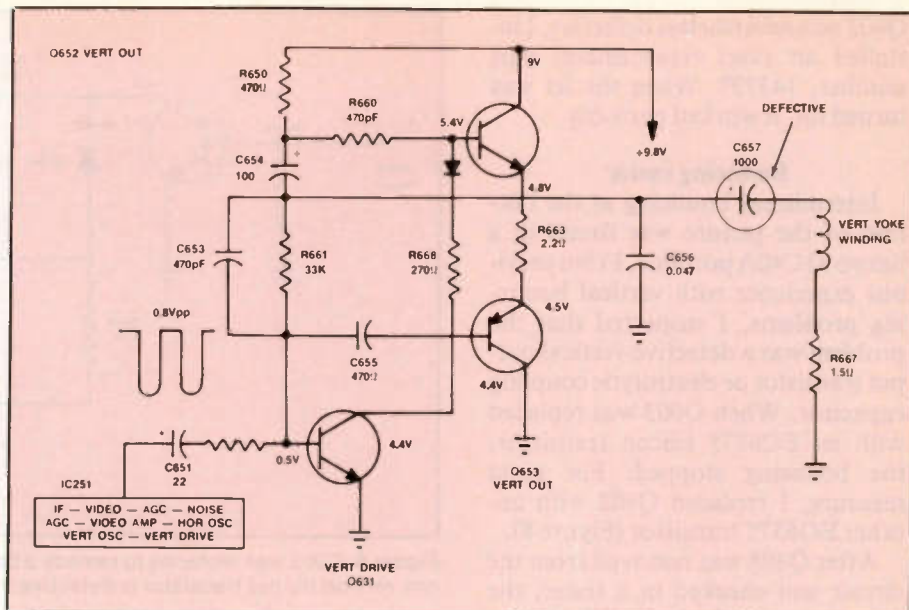 Q652 VERT OUT
R650
470Ω
R660
470pF
9V
5.4V
DEFECTIVE
+9.8V
C657
1000
C654
100
+
4.8V
R663
2.2Ω
VERT YOKE
WINDING
C653
470pF
R661
33K
R668
270Ω
C656
0.047
0.8Vpp
4.5V
C655
470Ω
4.4V
R667
1.5Ω
4.4V
+
C651
22
0.5V
Q653
VERT OUT
IC251
IF — VIDEO — AGC — NOISE
AGC — VIDEO AMP — HOR OSC
VERT OSC — VERT DRIVE
VERT DRIVE
Q631